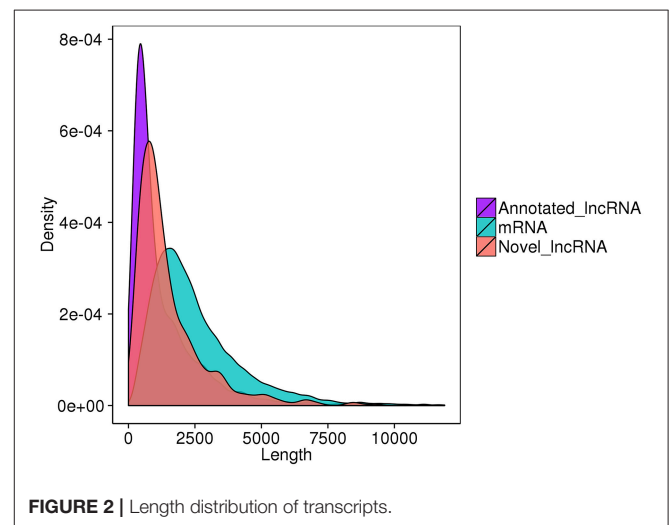 8e-04
6e-04
4e-04
2e-04
0e+00
Density
0 2500 5000 7500 10000
Length
Annotated_lncRNA
mRNA
Novel_lncRNA
FIGURE 2 | Length distribution of transcripts.